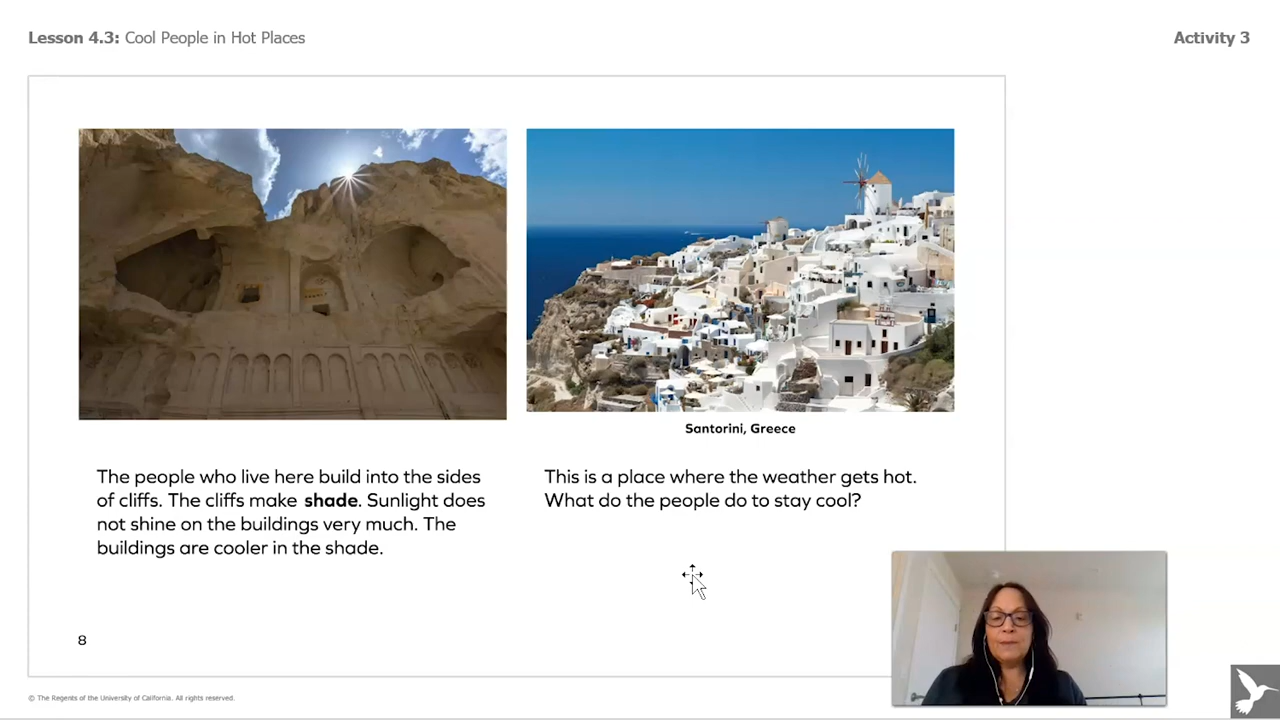 Lesson 4.3: Cool People in Hot Places
Activity 3
Santorini, Greece
The people who live here build into the sides
of cliffs. The cliffs make shade. Sunlight does
not shine on the buildings very much. The
buildings are cooler in the shade.
This is a place where the weather gets hot.
What do the people do to stay cool?
8
© The Regents of the University of California. All rights reserved.